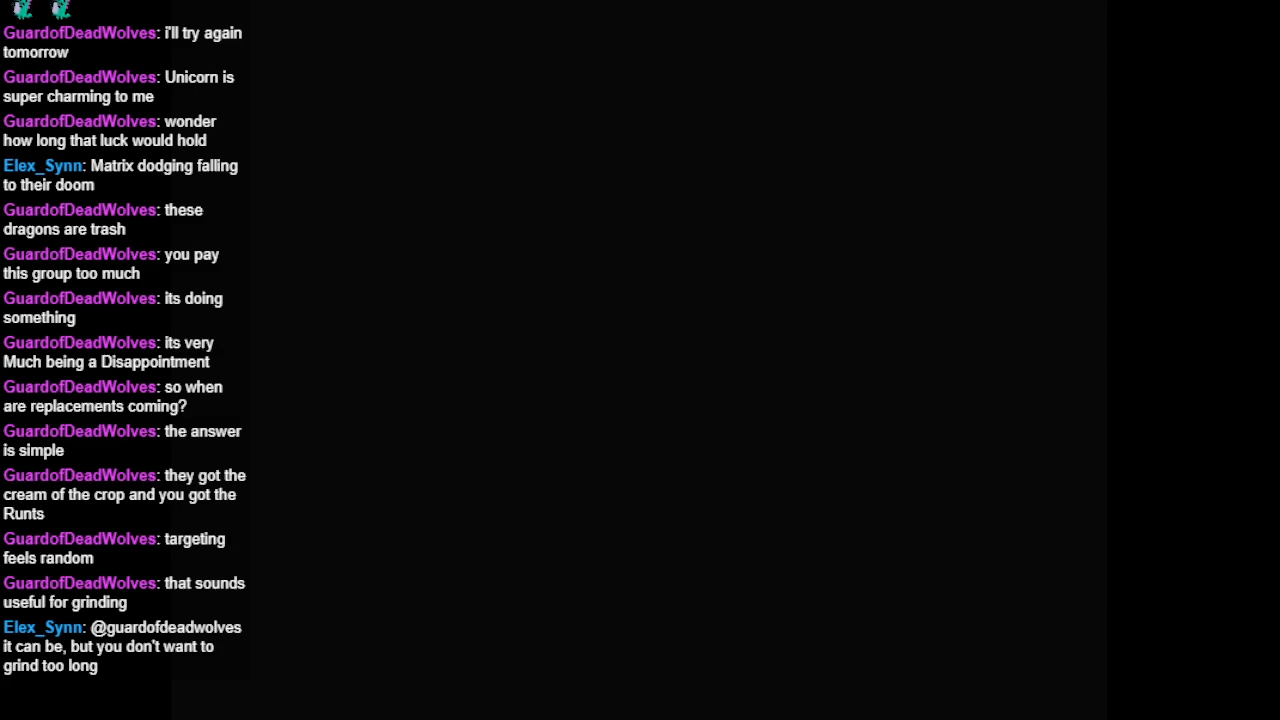 GuardofDeadWolves: i'll try again
tomorrow
GuardofDeadWolves: Unicorn is
super charming to me
GuardofDeadWolves: wonder
how long that luck would hold
Elex_Synn: Matrix dodging falling
to their doom
GuardofDeadWolves: these
dragons are trash
GuardofDeadWolves: you pay
this group too much
GuardofDeadWolves: its doing
something
GuardofDeadWolves: its very
Much being a Disappointment
GuardofDeadWolves: so when
are replacements coming?
GuardofDeadWolves: the answer
is simple
GuardofDeadWolves: they got the
cream of the crop and you got the
Runts
GuardofDeadWolves: targeting
feels random
GuardofDeadWolves: that sounds
useful for grinding
Elex_Synn: @guardofdeadwolves
it can be, but you don't want to
grind too long